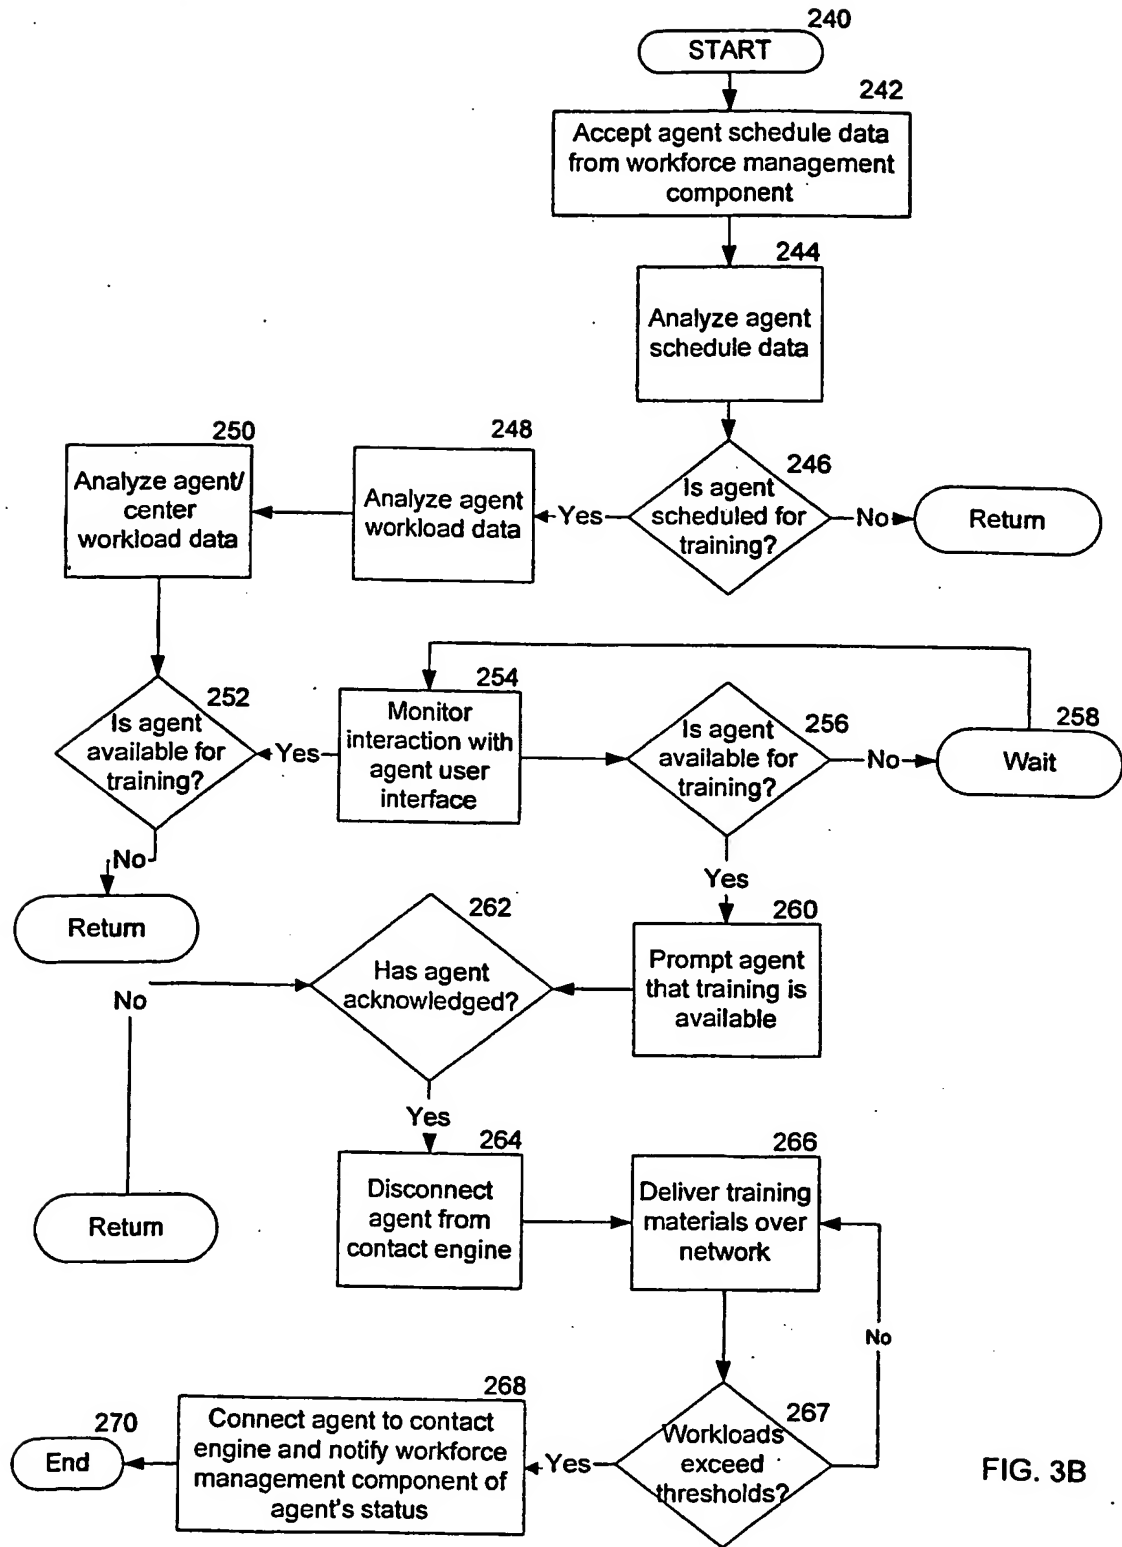 240
START
242
Accept agent schedule data
from workforce management
component
244
Analyze agent
schedule data
246
Is agent
scheduled for
training?
No
Return
Yes
248
Analyze agent
workload data
250
Analyze agent/
center
workload data
252
Is agent
available for
training?
Yes
No
Return
254
Monitor
interaction with
agent user
interface
256
Is agent
available for
training?
No
258
Wait
Yes
260
Prompt agent
that training is
available
262
Has agent
acknowledged?
No
Return
Yes
264
Disconnect
agent from
contact engine
266
Deliver training
materials over
network
No
267
Workloads
exceed
thresholds?
Yes
268
Connect agent to contact
engine and notify workforce
management component of
agent's status
270
End
FIG. 3B